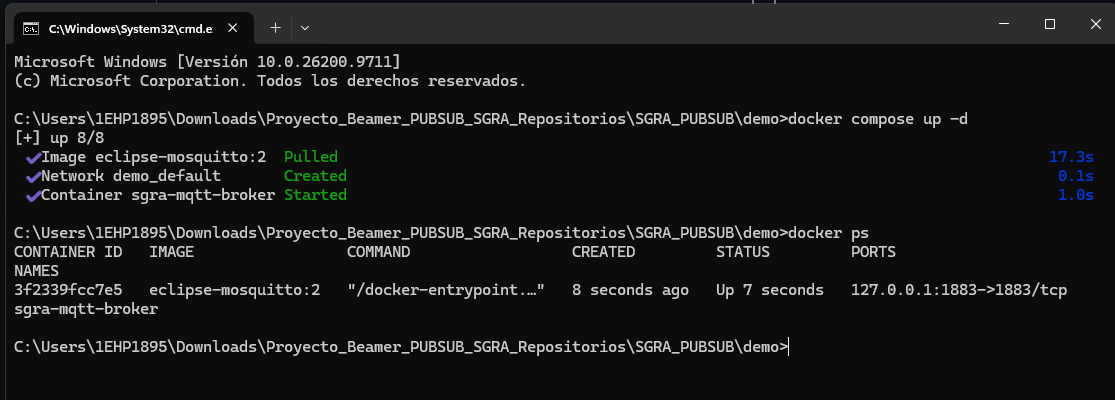 C:\Windows\System32\cmd.e:
Microsoft Windows [Versión 10.0.26200.9711]
(c) Microsoft Corporation. Todos los derechos reservados.
C:\Users\1EHP1895\Downloads\Proyecto_Beamer_PUBSUB_SGRA_Repositorios\SGRA_PUBSUB\demo>docker compose up -d
[+] up 8/8
✔Image eclipse-mosquitto:2 Pulled 17.3s
✔Network demo_default Created 0.1s
✔Container sgra-mqtt-broker Started 1.0s
C:\Users\1EHP1895\Downloads\Proyecto_Beamer_PUBSUB_SGRA_Repositorios\SGRA_PUBSUB\demo>docker ps
CONTAINER ID IMAGE COMMAND CREATED STATUS PORTS
NAMES
3f2339fcc7e5 eclipse-mosquitto:2 "/docker-entrypoint.…" 8 seconds ago Up 7 seconds 127.0.0.1:1883->1883/tcp
sgra-mqtt-broker
C:\Users\1EHP1895\Downloads\Proyecto_Beamer_PUBSUB_SGRA_Repositorios\SGRA_PUBSUB\demo>